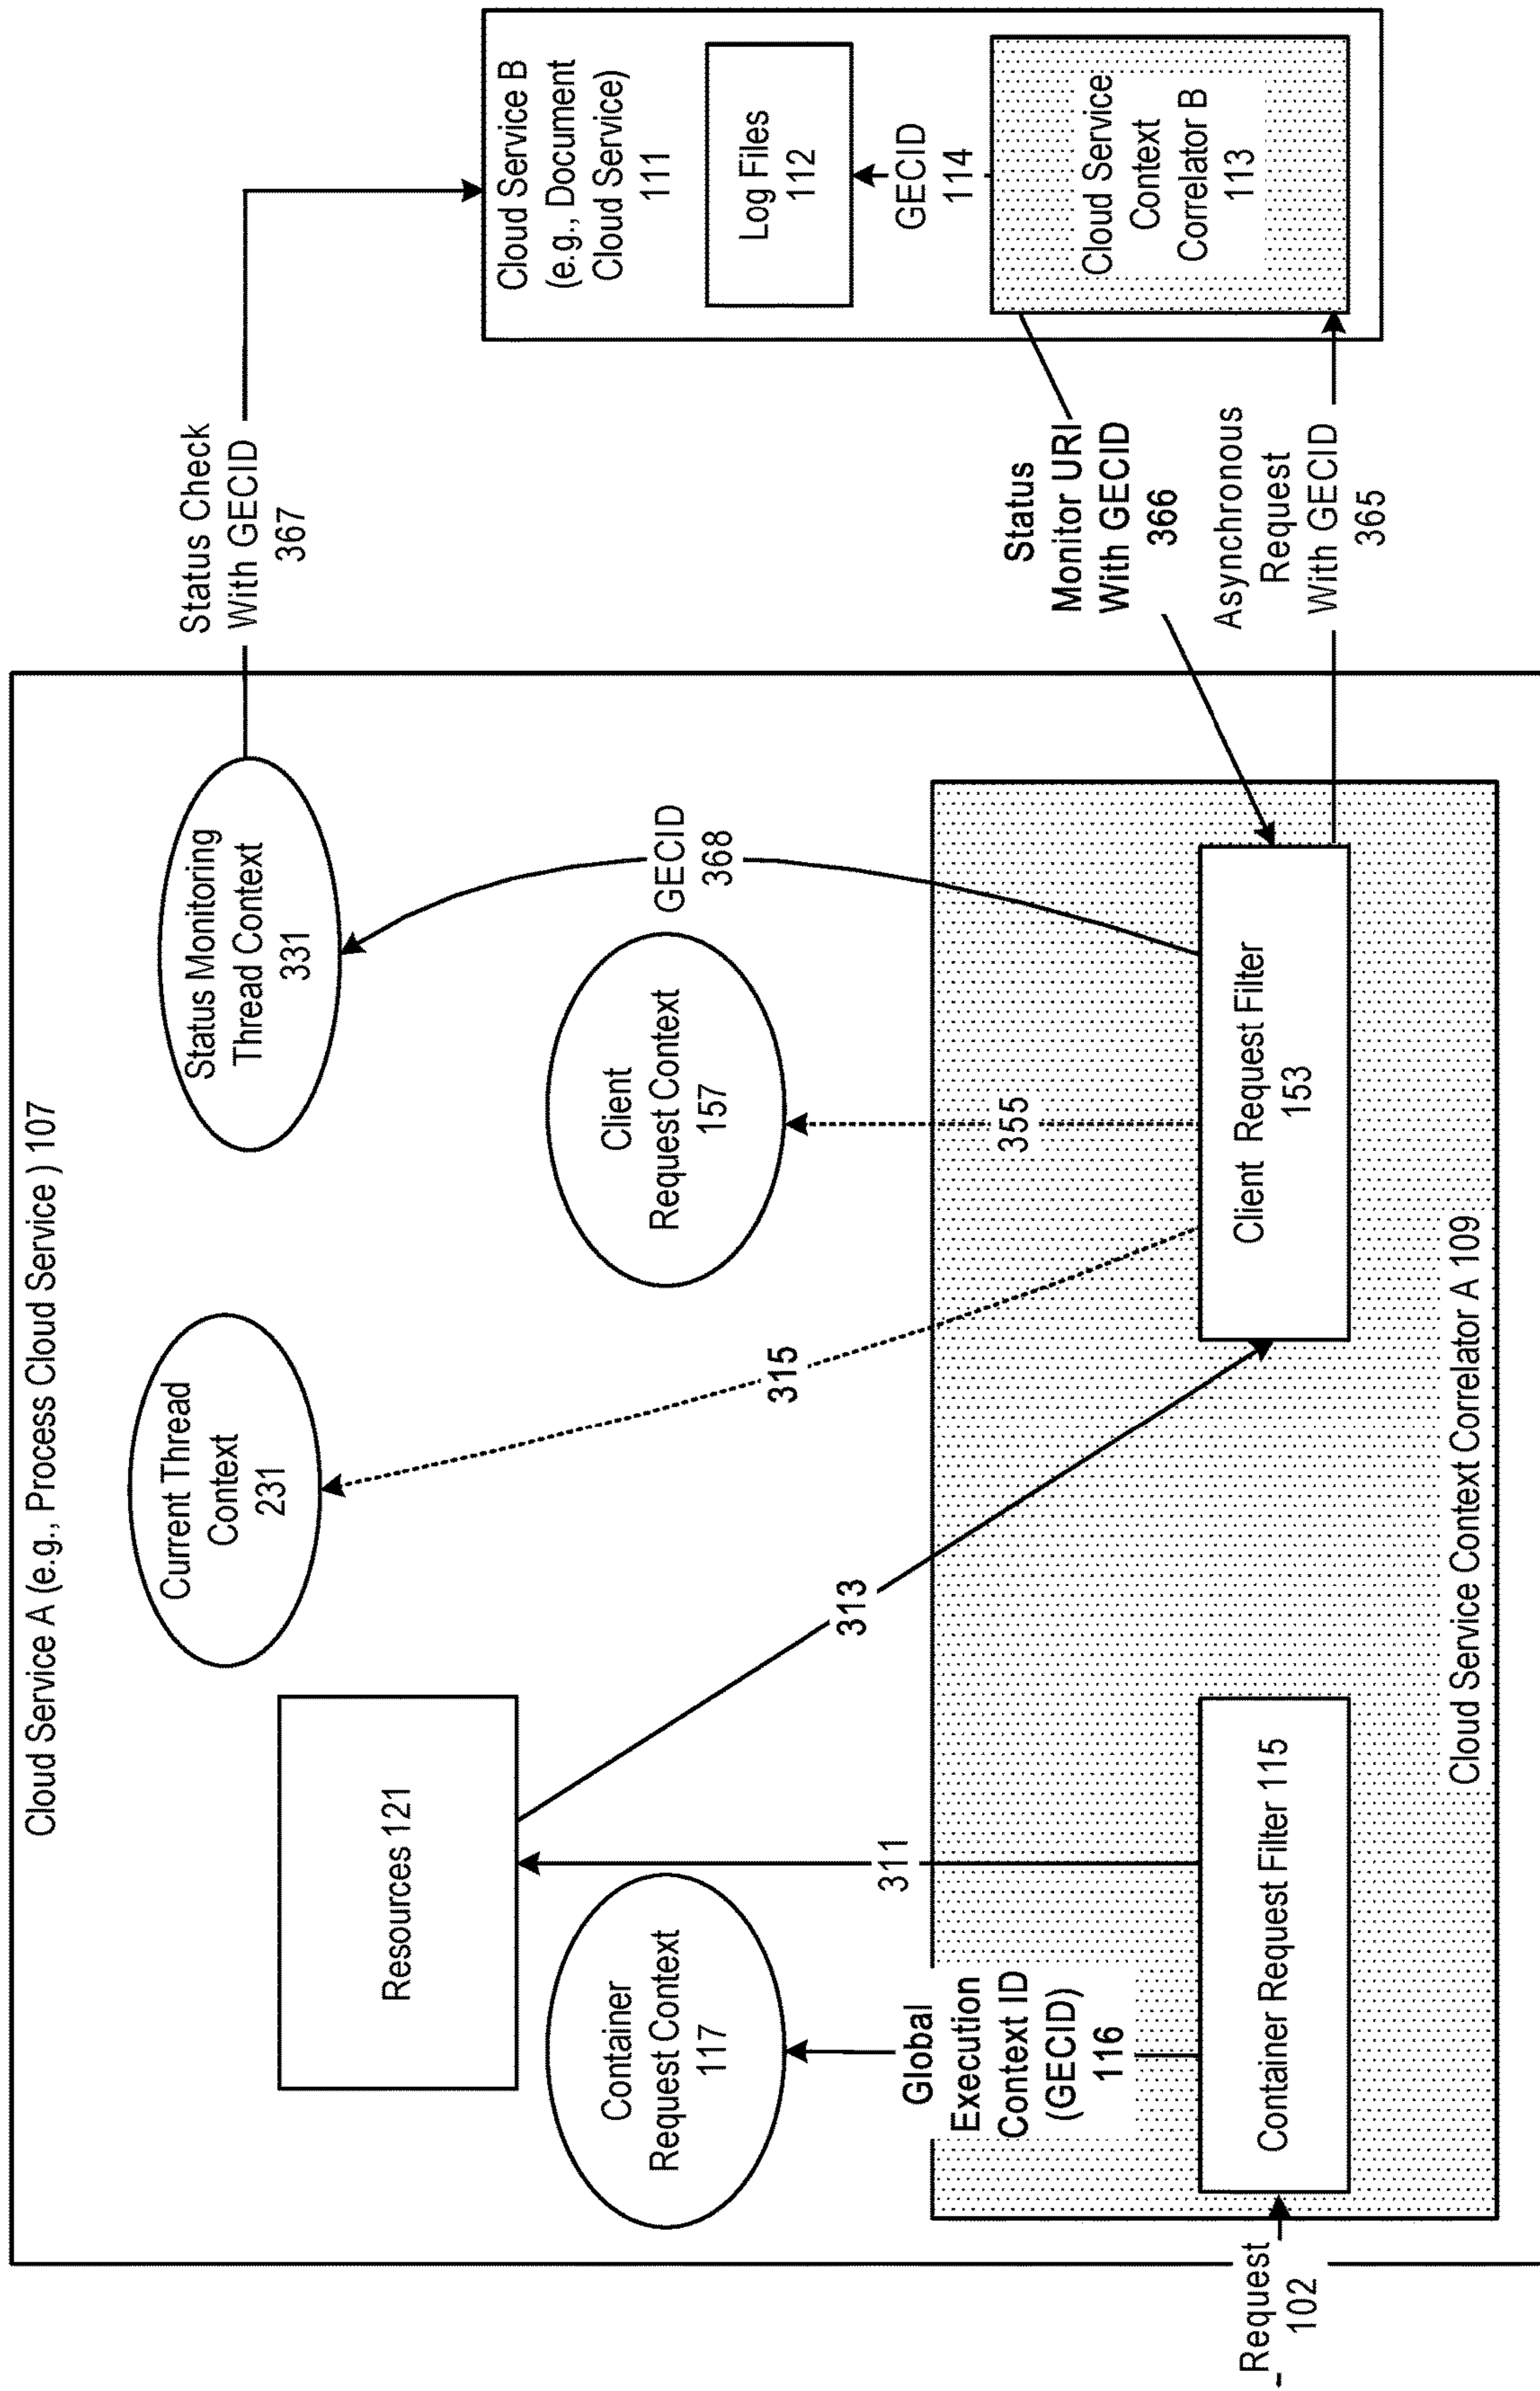 Cloud Service A (e.g., Process Cloud Service ) 107
Resources 121
Current Thread
Context
231
Status Monitoring
Thread Context
331
Status Check
With GECID
367
Container
Request Context
117
Client
Request Context
157
GECID
368
311
313
315
355
Global
Execution
Context ID
(GECID)
116
Request
102
Container Request Filter 115
Client Request Filter
153
Cloud Service Context Correlator A 109
Status
Monitor URI
With GECID
366
Asynchronous
Request
With GECID
365
Cloud Service B
(e.g., Document
Cloud Service)
111
Log Files
112
GECID
114
Cloud Service
Context
Correlator B
113